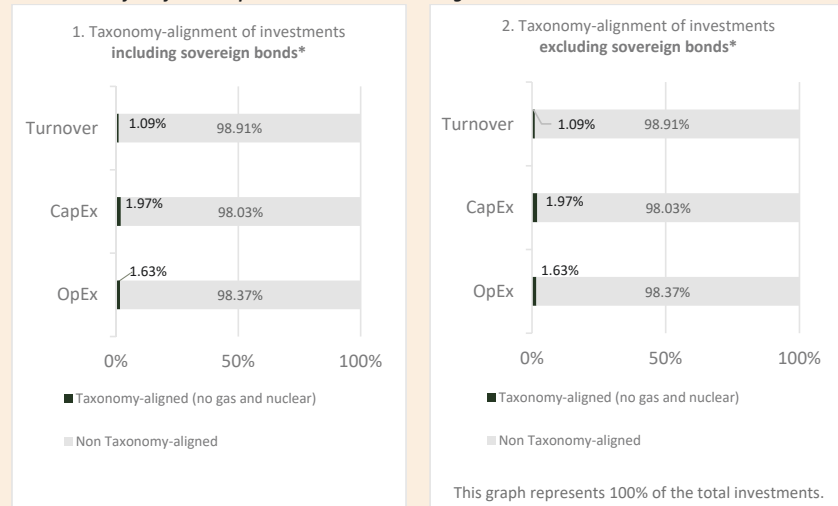 1. Taxonomy-alignment of investments
including sovereign bonds*
Turnover
1.09%
98.91%
CapEx
1.97%
98.03%
OpEx
1.63%
98.37%
0%
50%
100%
Taxonomy-aligned (no gas and nuclear)
Non Taxonomy-aligned
2. Taxonomy-alignment of investments
excluding sovereign bonds*
Turnover
1.09%
98.91%
CapEx
1.97%
98.03%
OpEx
1.63%
98.37%
0%
50%
100%
Taxonomy-aligned (no gas and nuclear)
Non Taxonomy-aligned
This graph represents 100% of the total investments.